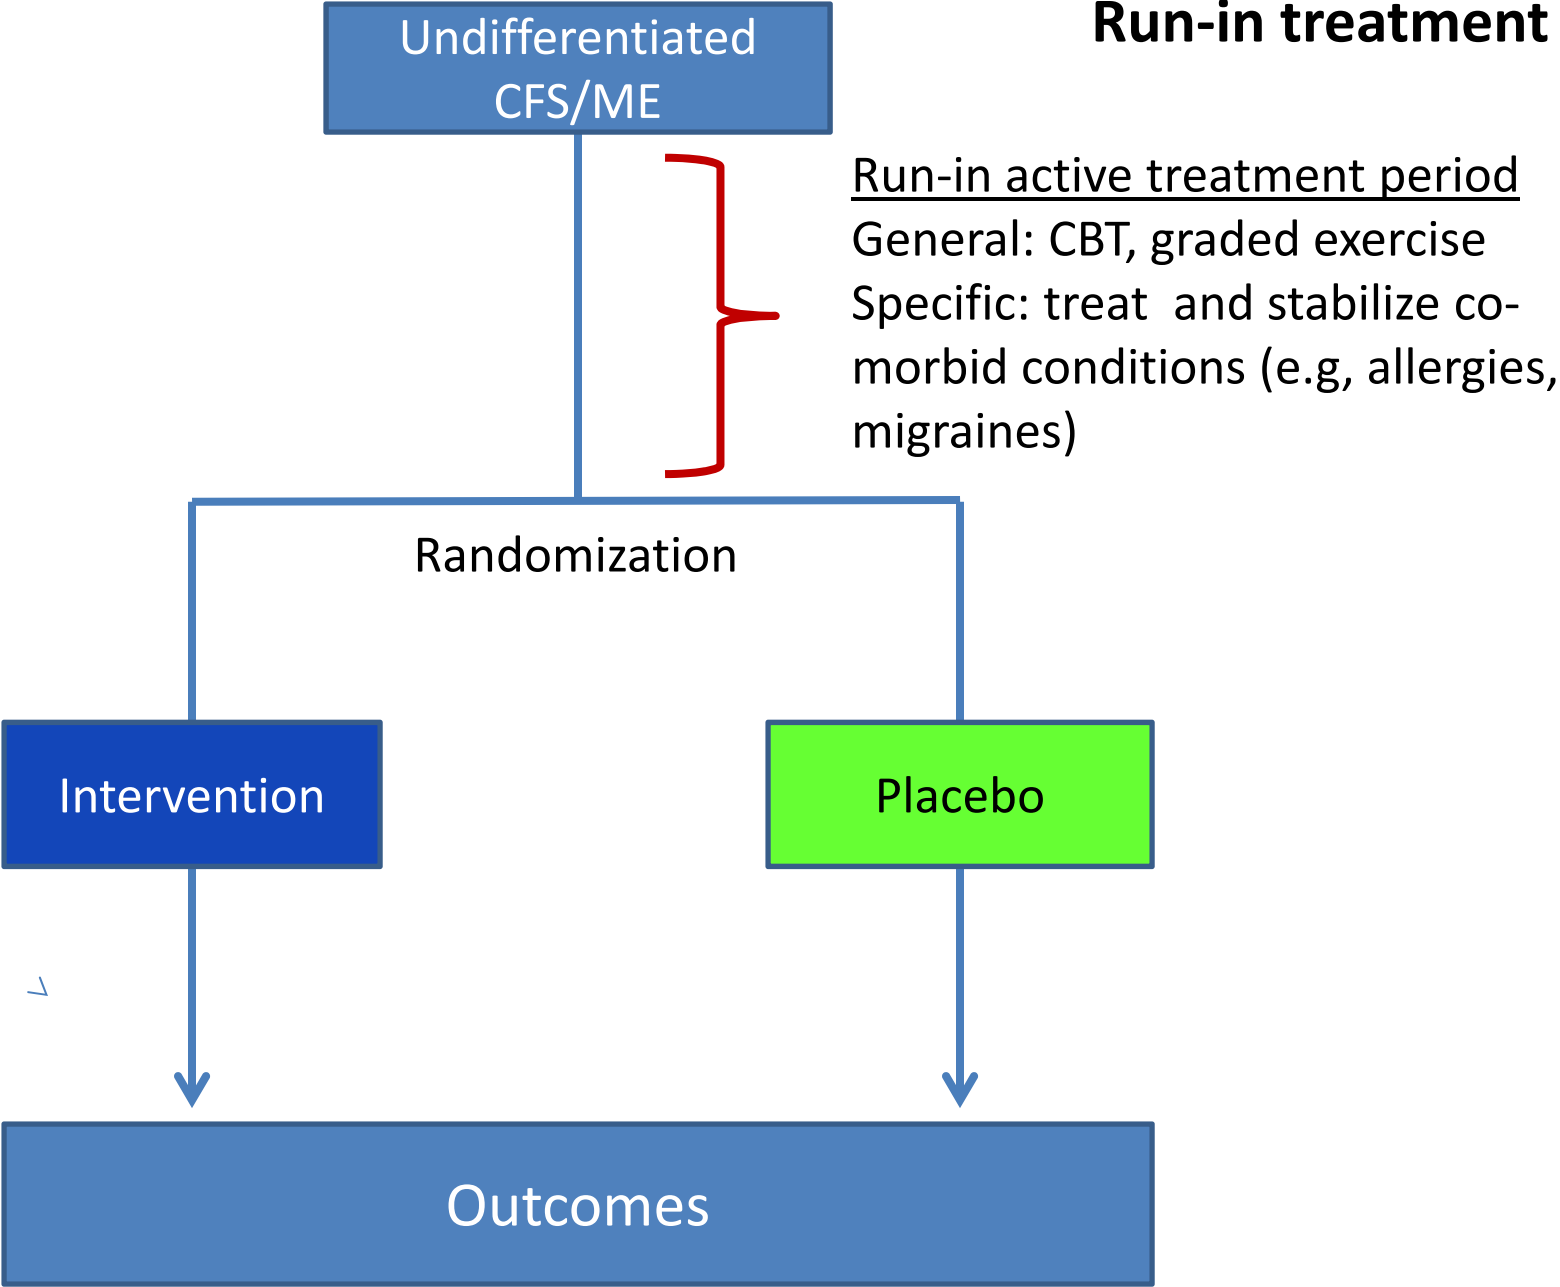 Run-in treatment
Undifferentiated
CFS/ME
Run-in active treatment period
General: CBT, graded exercise
Specific: treat  and stabilize co-
morbid conditions (e.g, allergies,
migraines)
Randomization
Intervention
Placebo
Outcomes